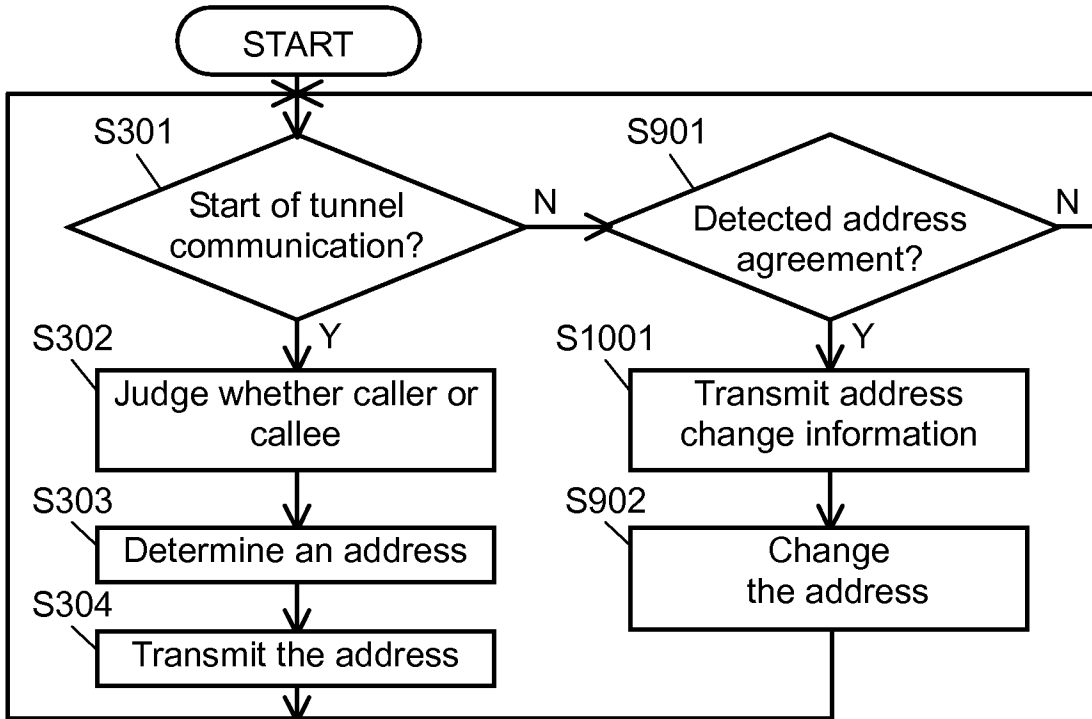 START
S301
Start of tunnel
communication?
N
Y
S901
Detected address
agreement?
N
Y
S302
Judge whether caller or
callee
S303
Determine an address
S304
Transmit the address
S1001
Transmit address
change information
S902
Change
the address